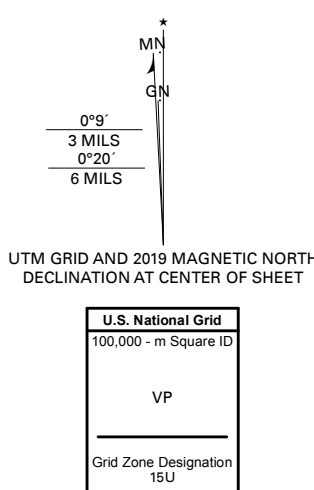 MN
GN
0°9´
3 MILS
0°20´
6 MILS
UTM GRID AND 2019 MAGNETIC NORTH
DECLINATION AT CENTER OF SHEET
U.S. National Grid
100,000 - m Square ID
VP
Grid Zone Designation
15U